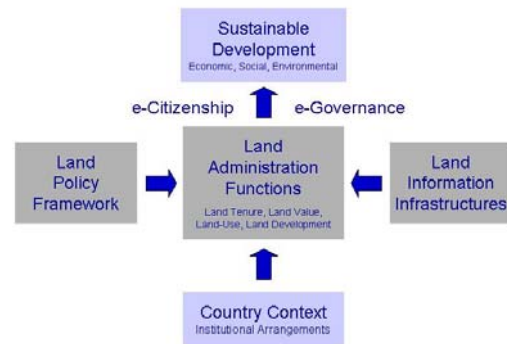 Sustainable
Development
Economic, Social, Environmental
e-Citizenship e-Governance
Land
Policy
Framework
Land
Administration
Functions
Land Tenure, Land Value,
Land-Use, Land Development
Land
Information
Infrastructures
Country Context
Institutional Arrangements